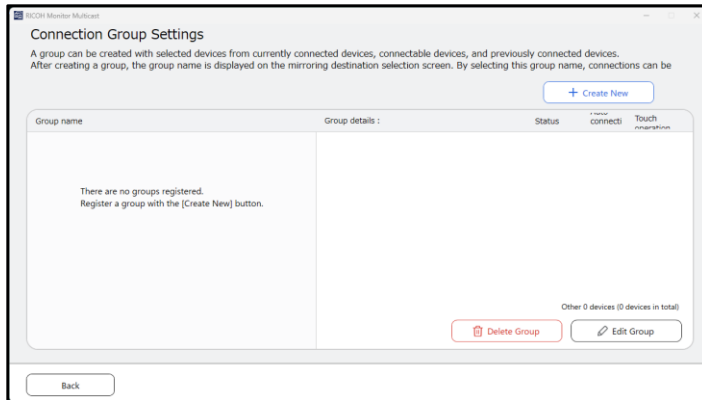 RICOH Monitor Multicast
Connection Group Settings
A group can be created with selected devices from currently connected devices, connectable devices, and previously connected devices.
After creating a group, the group name is displayed on the mirroring destination selection screen. By selecting this group name, connections can be
+ Create New
Group name
Group details :
Status
connecti
Touch
operation
There are no groups registered.
Register a group with the [Create New] button.
Other 0 devices (0 devices in total)
Delete Group
Edit Group
Back